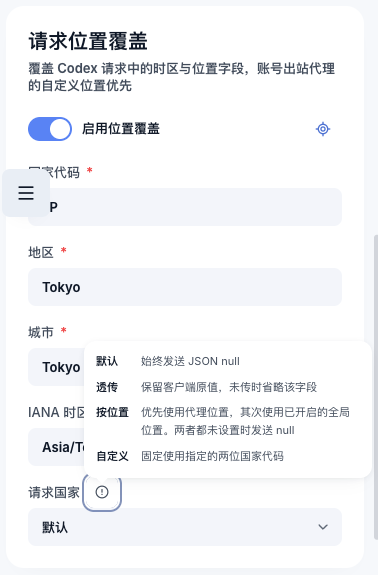 请求位置覆盖
覆盖 Codex 请求中的时区与位置字段，账号出站代理
的自定义位置优先
启用位置覆盖
国家代码 *
P
地区 *
Tokyo
城市 *
Tokyo
默认 始终发送 JSON null
透传 保留客户端原值，未传时省略该字段
按位置 优先使用代理位置，其次使用已开启的全局
位置。两者都未设置时发送 null
自定义 固定使用指定的两位国家代码
IANA 时区
Asia/To
请求国家
默认